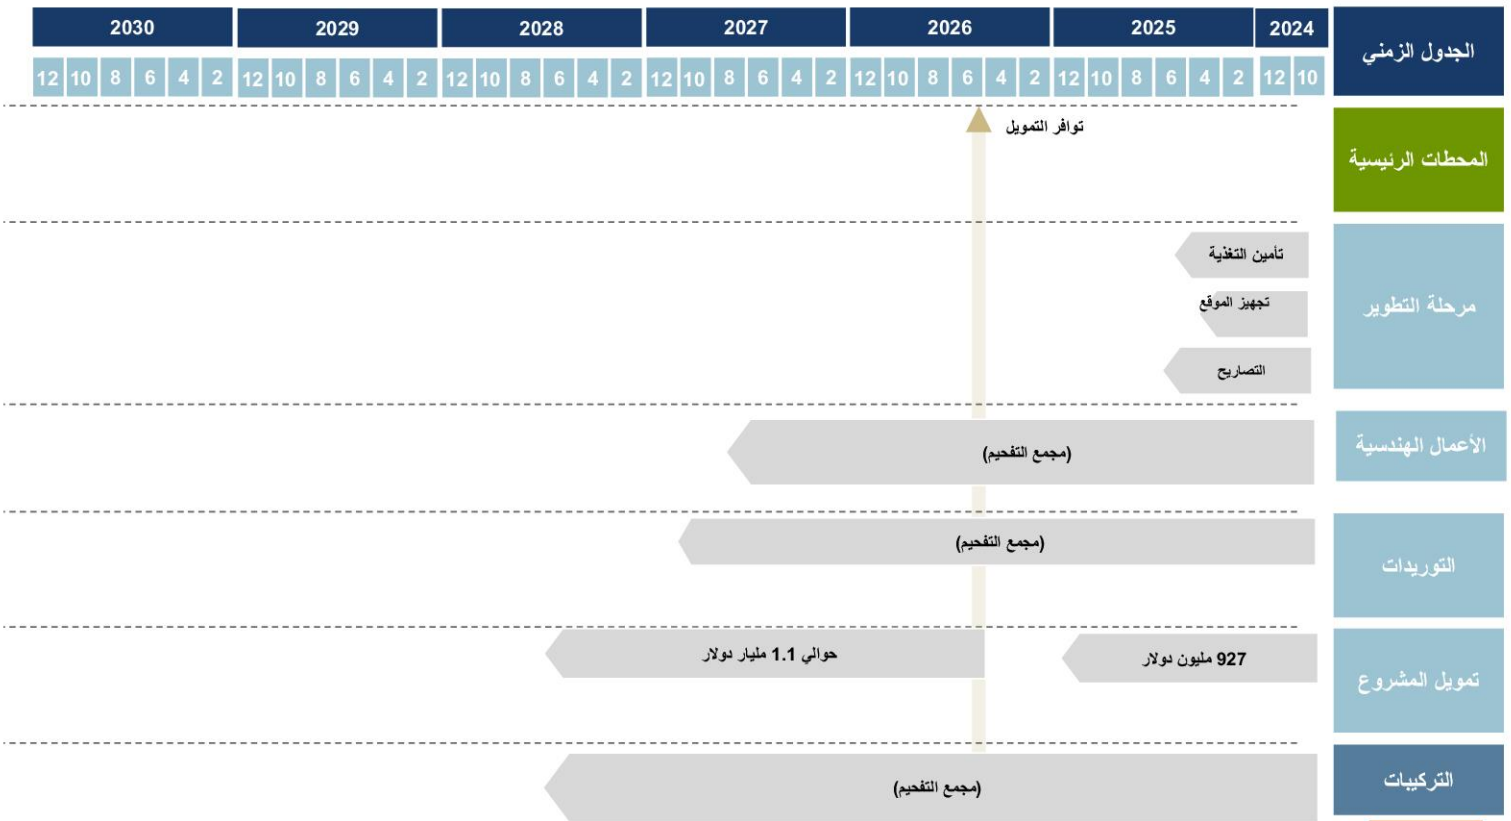 الجدول الزمني
2024 2025 2026 2027 2028 2029 2030
10 12 2 4 6 8 10 12 2 4 6 8 10 12 2 4 6 8 10 12 2 4 6 8 10 12 2 4 6 8 10 12 2 4 6 8 10 12
المحطات الرئيسية
توافر التمويل
مرحلة التطوير
تأمين التغذية
تجهيز الموقع
التصاريح
الأعمال الهندسية
(مجمع التفحيم)
التوريدات
(مجمع التفحيم)
تمويل المشروع
927 مليون دولار
حوالي 1.1 مليار دولار
التركيبات
(مجمع التفحيم)